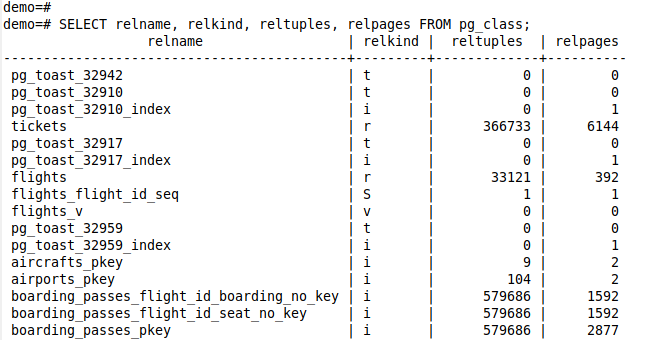 demo=#
demo=# SELECT relname, relkind, reltuples, relpages FROM pg_class;
                 relname                 | relkind |  reltuples  | relpages
-----------------------------------------+---------+-------------+----------
 pg_toast_32942                          | t       |           0 |        0
 pg_toast_32910                          | t       |           0 |        0
 pg_toast_32910_index                    | i       |           0 |        1
 tickets                                 | r       |      366733 |     6144
 pg_toast_32917                          | t       |           0 |        0
 pg_toast_32917_index                    | i       |           0 |        1
 flights                                 | r       |       33121 |      392
 flights_flight_id_seq                   | S       |           1 |        1
 flights_v                               | v       |           0 |        0
 pg_toast_32959                          | t       |           0 |        0
 pg_toast_32959_index                    | i       |           0 |        1
 aircrafts_pkey                          | i       |           9 |        2
 airports_pkey                           | i       |         104 |        2
 boarding_passes_flight_id_boarding_no_key | i       |      579686 |     1592
 boarding_passes_flight_id_seat_no_key   | i       |      579686 |     1592
 boarding_passes_pkey                    | i       |      579686 |     2877